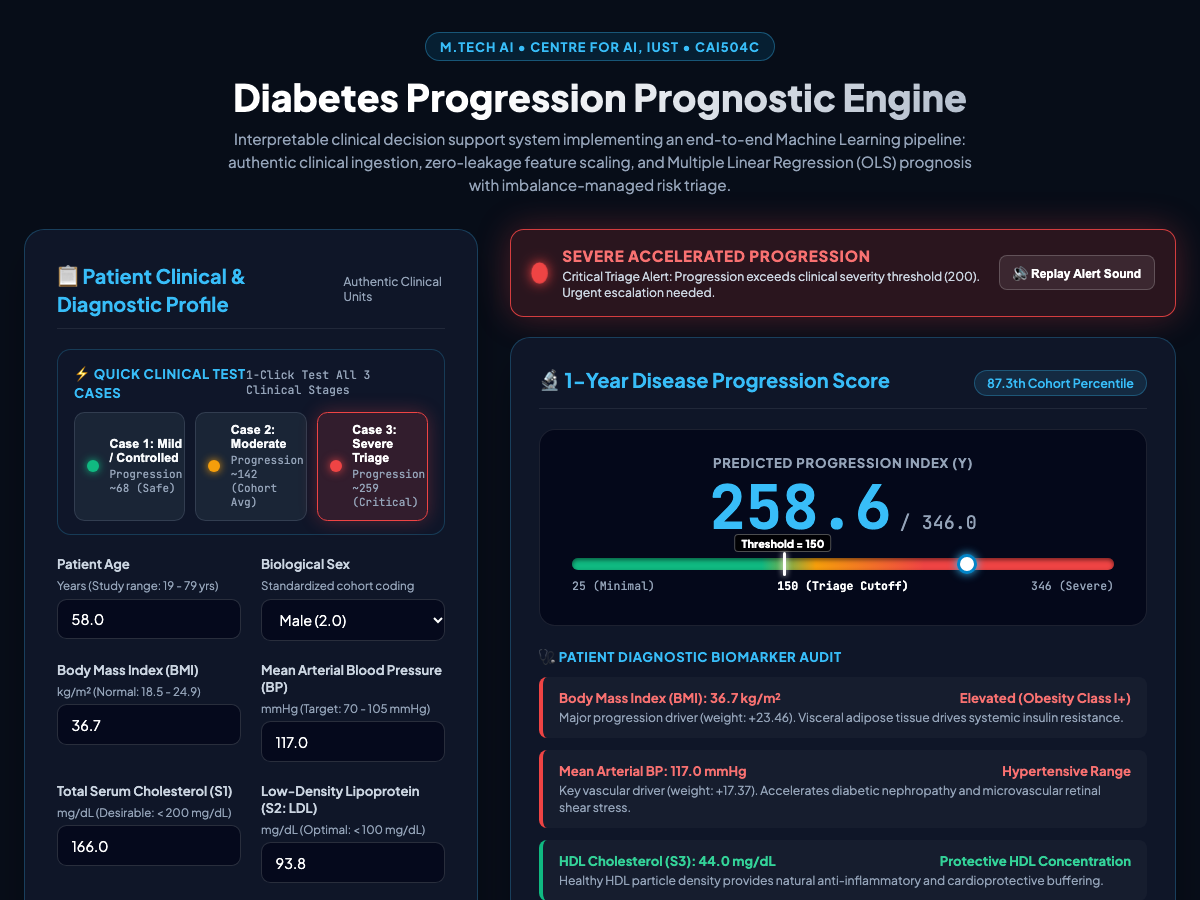 M.TECH AI • CENTRE FOR AI, IUST • CAI504C
Diabetes Progression Prognostic Engine
Interpretable clinical decision support system implementing an end-to-end Machine Learning pipeline:
authentic clinical ingestion, zero-leakage feature scaling, and Multiple Linear Regression (OLS) prognosis
with imbalance-managed risk triage.
📋 Patient Clinical &
Diagnostic Profile
Authentic Clinical
Units
⚡ QUICK CLINICAL TEST
CASES
1-Click Test All 3
Clinical Stages
Case 1: Mild
/ Controlled
Progression
~68 (Safe)
Case 2:
Moderate
Progression
~142
(Cohort
Avg)
Case 3:
Severe
Triage
Progression
~259
(Critical)
Patient Age
Years (Study range: 19 - 79 yrs)
58.0
Biological Sex
Standardized cohort coding
Male (2.0)
Body Mass Index (BMI)
kg/m² (Normal: 18.5 - 24.9)
36.7
Mean Arterial Blood Pressure
(BP)
mmHg (Target: 70 - 105 mmHg)
117.0
Total Serum Cholesterol (S1)
mg/dL (Desirable: < 200 mg/dL)
166.0
Low-Density Lipoprotein
(S2: LDL)
mg/dL (Optimal: < 100 mg/dL)
93.8
SEVERE ACCELERATED PROGRESSION
Critical Triage Alert: Progression exceeds clinical severity threshold (200).
Urgent escalation needed.
🔊 Replay Alert Sound
🔬 1-Year Disease Progression Score
87.3th Cohort Percentile
PREDICTED PROGRESSION INDEX (Y)
258.6 / 346.0
Threshold = 150
25 (Minimal)
150 (Triage Cutoff)
346 (Severe)
🩺 PATIENT DIAGNOSTIC BIOMARKER AUDIT
Body Mass Index (BMI): 36.7 kg/m²
Elevated (Obesity Class I+)
Major progression driver (weight: +23.46). Visceral adipose tissue drives systemic insulin resistance.
Mean Arterial BP: 117.0 mmHg
Hypertensive Range
Key vascular driver (weight: +17.37). Accelerates diabetic nephropathy and microvascular retinal
shear stress.
HDL Cholesterol (S3): 44.0 mg/dL
Protective HDL Concentration
Healthy HDL particle density provides natural anti-inflammatory and cardioprotective buffering.